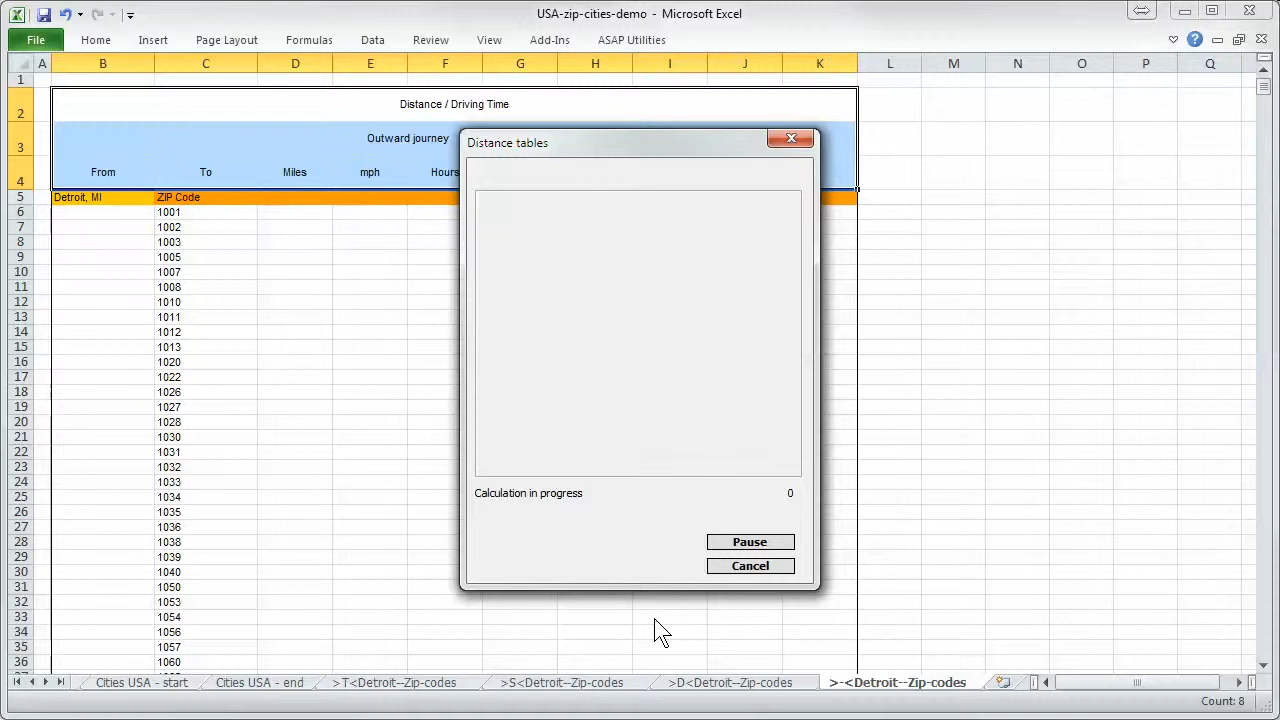 USA-zip-cities-demo - Microsoft Excel
File Home Insert Page Layout Formulas Data Review View Add-Ins ASAP Utilities
A B C D E F G H I J K L M N O P Q
1
2 Distance / Driving Time
3 Outward journey
4 From To Miles mph Hours
5 Detroit, MI ZIP Code
6 1001
7 1002
8 1003
9 1005
10 1007
11 1008
12 1010
13 1011
14 1012
15 1013
16 1020
17 1022
18 1026
19 1027
20 1028
21 1030
22 1031
23 1032
24 1033
25 1034
26 1035
27 1036
28 1038
29 1039
30 1040
31 1050
32 1053
33 1054
34 1056
35 1057
36 1060
Distance tables
Calculation in progress 0
Pause
Cancel
Cities USA - start Cities USA - end >T<Detroit--Zip-codes >S<Detroit--Zip-codes >D<Detroit--Zip-codes >-<Detroit--Zip-codes
Count: 8